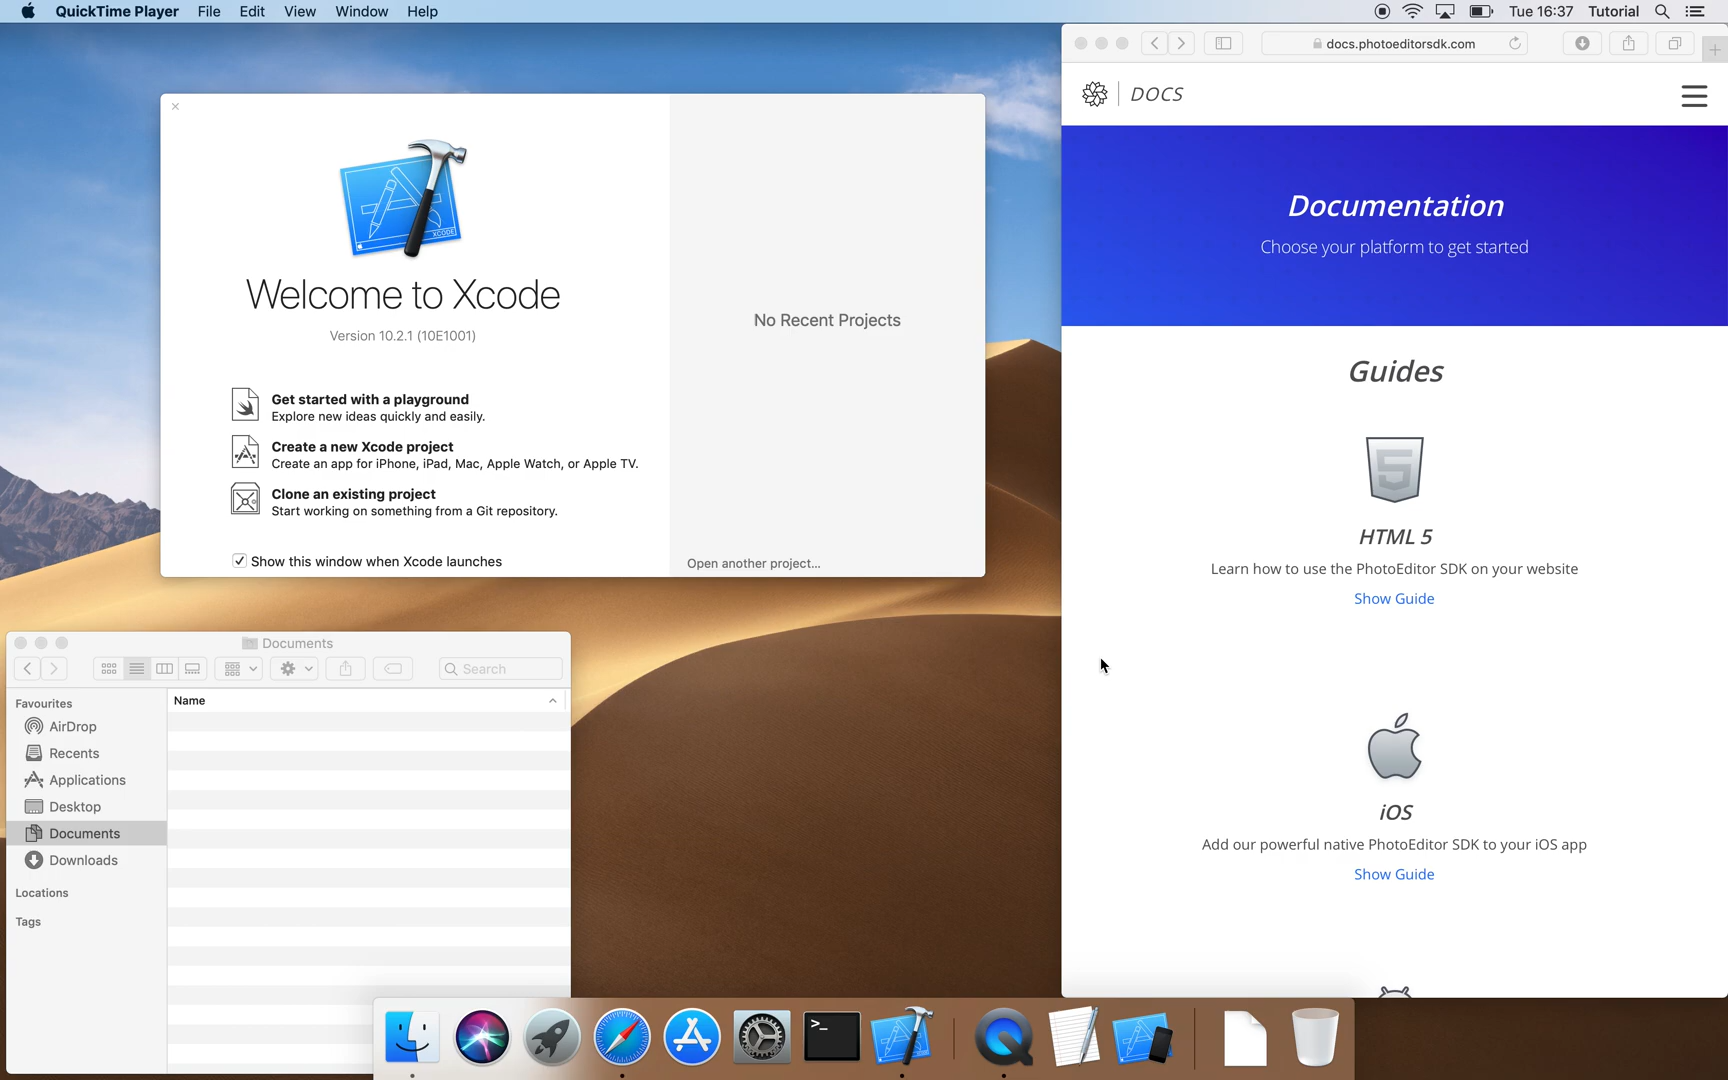 QuickTime Player File Edit View Window Help Tue 16:37 Tutorial
XCODE
Welcome to Xcode
Version 10.2.1 (10E1001)
Get started with a playground
Explore new ideas quickly and easily.
Create a new Xcode project
Create an app for iPhone, iPad, Mac, Apple Watch, or Apple TV.
Clone an existing project
Start working on something from a Git repository.
Show this window when Xcode launches
No Recent Projects
Open another project...
docs.photoeditorsdk.com
DOCS
Documentation
Choose your platform to get started
Guides
5
HTML 5
Learn how to use the PhotoEditor SDK on your website
Show Guide
iOS
Add our powerful native PhotoEditor SDK to your iOS app
Show Guide
Documents
Search
Favourites
AirDrop
Recents
Applications
Desktop
Documents
Downloads
Locations
Tags
Name
>_